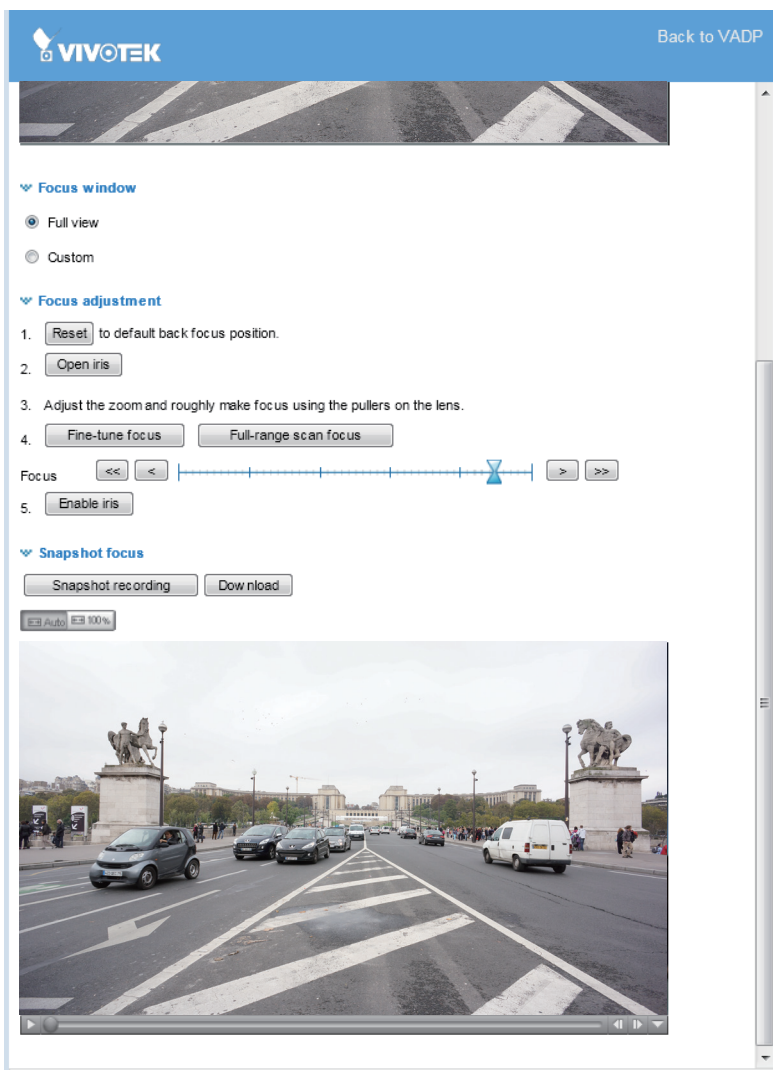 VIVOTEK
Back to VADP
Focus window
Full view
Custom
Focus adjustment
1. Reset to default back focus position.
2. Open iris
3. Adjust the zoom and roughly make focus using the pullers on the lens.
4. Fine-tune focus Full-range scan focus
Focus << < > >>
5. Enable iris
Snapshot focus
Snapshot recording Download
Auto 100%